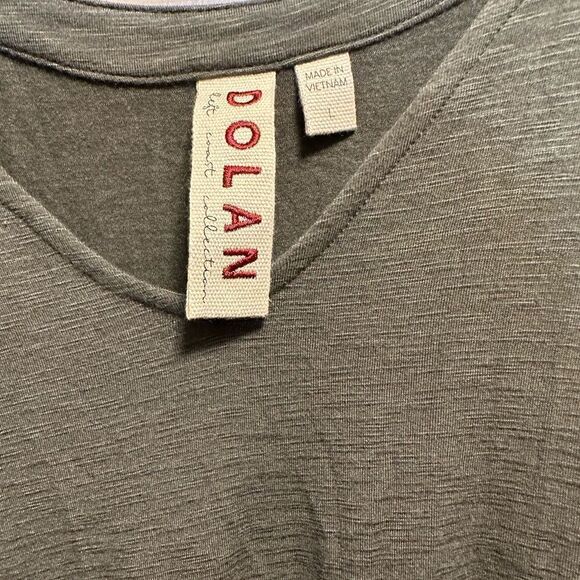 DOLAN
left coast collection
MADE IN
VIETNAM
L